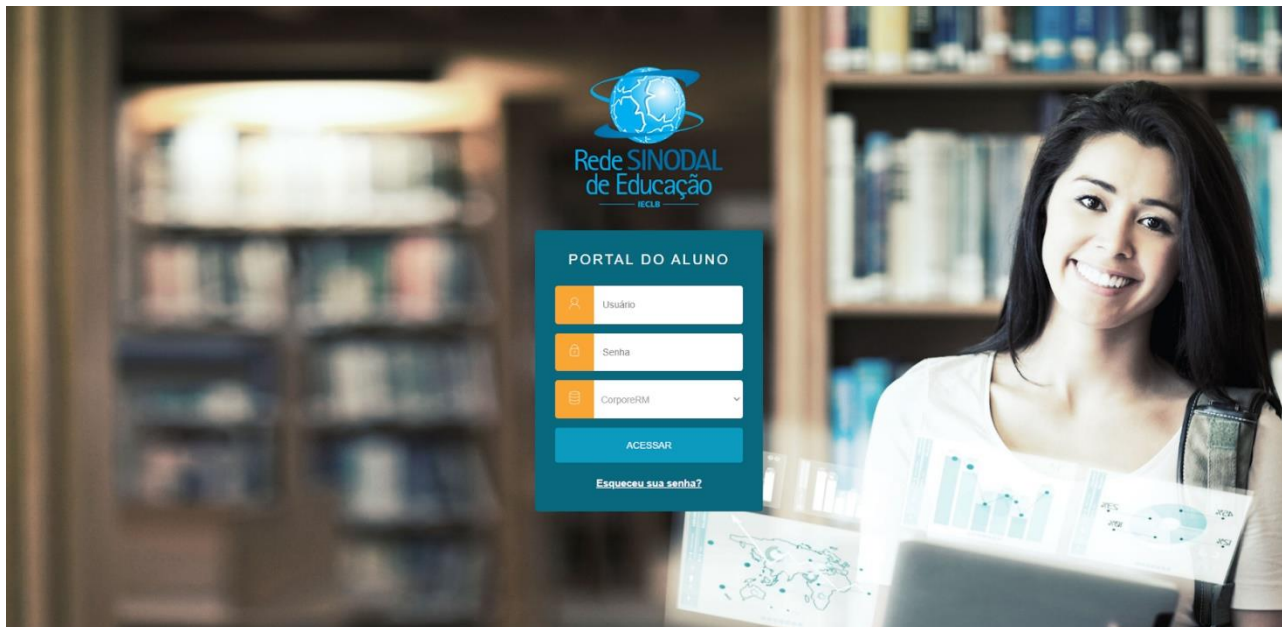 Rede SINODAL
de Educação
IECLB
PORTAL DO ALUNO
Usuário
Senha
CorporeRM
ACESSAR
Esqueceu sua senha?